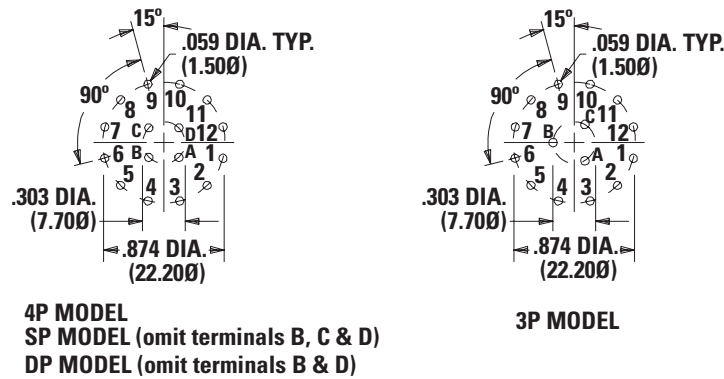 15º
.059 DIA. TYP.
(1.50Ø)
90º
9 10
8 11
7 C D 12
6 B A 1
5 2
4 3
.303 DIA.
(7.70Ø)
.874 DIA.
(22.20Ø)
4P MODEL
SP MODEL (omit terminals B, C & D)
DP MODEL (omit terminals B & D)
15º
.059 DIA. TYP.
(1.50Ø)
90º
9 10
8 C 11
7 B 12
6 A 1
5 2
4 3
.303 DIA.
(7.70Ø)
.874 DIA.
(22.20Ø)
3P MODEL